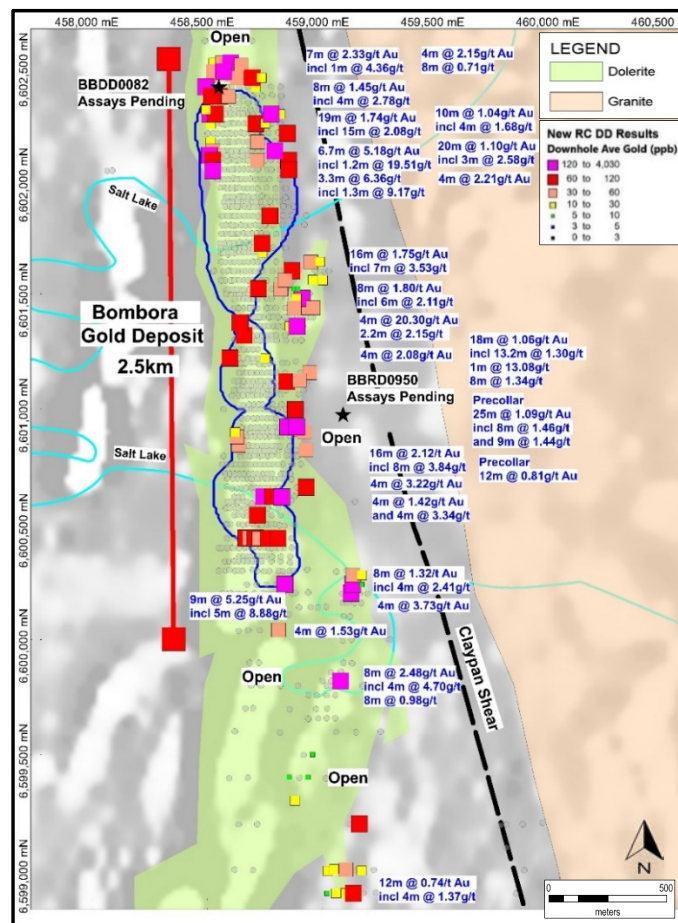 458,000 mE
458,500 mE
459,000 mE
459,500 mE
460,000 mE
460,50
6,602,500 mN
6,602,000 mN
6,601,500 mN
6,601,000 mN
6,600,500 mN
6,600,000 mN
6,599,500 mN
6,599,000 mN
Open
BBDD0082
Assays Pending
7m @ 2.33g/t Au
incl 1m @ 4.36g/t
4m @ 2.15g/t Au
8m @ 0.71g/t
8m @ 1.45g/t Au
incl 4m @ 2.78g/t
19m @ 1.74g/t Au
incl 15m @ 2.08g/t
10m @ 1.04g/t Au
incl 4m @ 1.68g/t
6.7m @ 5.18g/t Au
incl 1.2m @ 19.51g/t
3.3m @ 6.36g/t
incl 1.3m @ 9.17g/t
20m @ 1.10g/t Au
incl 3m @ 2.58g/t
4m @ 2.21g/t Au
LEGEND
Dolerite
Granite
New RC DD Results
Downhole Ave Gold (ppb)
120 to 4,030
60 to 120
30 to 60
10 to 30
5 to 10
3 to 5
0 to 3
Salt Lake
Bombora
Gold Deposit
2.5km
16m @ 1.75g/t Au
incl 7m @ 3.53g/t
8m @ 1.80/t Au
incl 6m @ 2.11g/t
4m @ 20.30g/t Au
2.2m @ 2.15g/t
4m @ 2.08g/t Au
18m @ 1.06g/t Au
incl 13.2m @ 1.30g/t
1m @ 13.08g/t
8m @ 1.34g/t
BBRD0950
Assays Pending
Open
Precollar
25m @ 1.09g/t Au
incl 8m @ 1.46g/t
and 9m @ 1.44g/t
Precollar
12m @ 0.81g/t Au
Salt Lake
16m @ 2.12/t Au
incl 8m @ 3.84g/t
4m @ 3.22g/t Au
4m @ 1.42g/t Au
and 4m @ 3.34g/t
9m @ 5.25g/t Au
incl 5m @ 8.88g/t
8m @ 1.32/t Au
incl 4m @ 2.41g/t
4m @ 3.73g/t Au
4m @ 1.53g/t Au
Claypan Shear
Open
8m @ 2.48g/t Au
incl 4m @ 4.70g/t
8m @ 0.98g/t
Open
12m @ 0.74/t Au
incl 4m @ 1.37g/t
N
0
500
meters